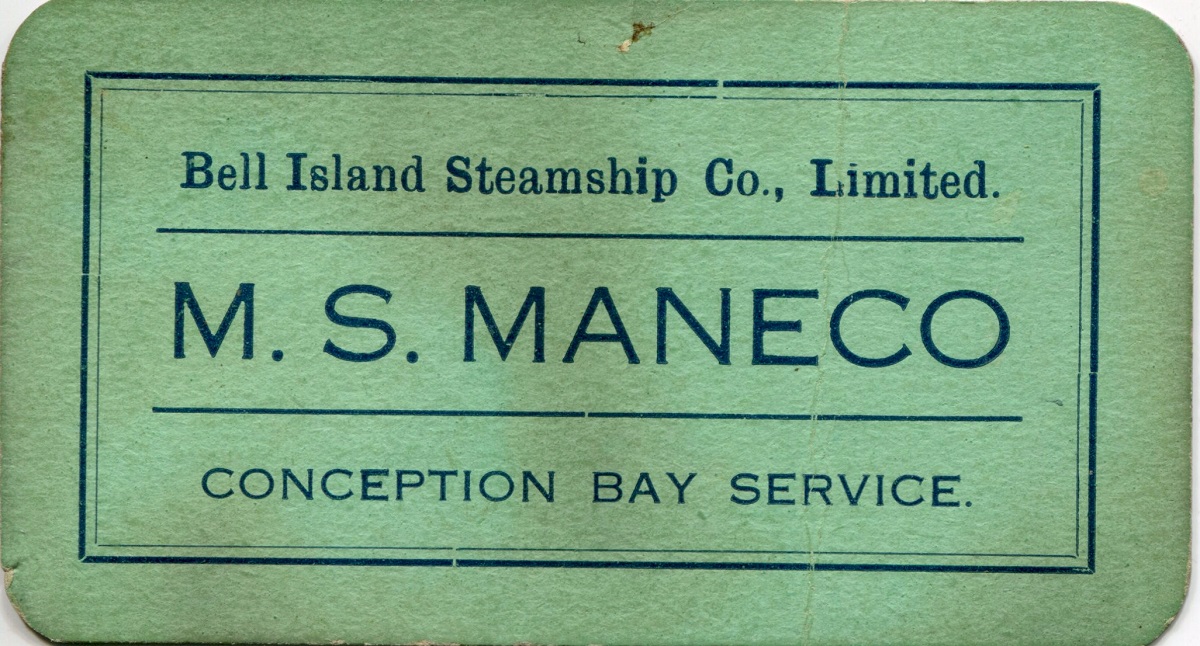 Bell Island Steamship Co., Limited.
M. S. MANECO
CONCEPTION BAY SERVICE.